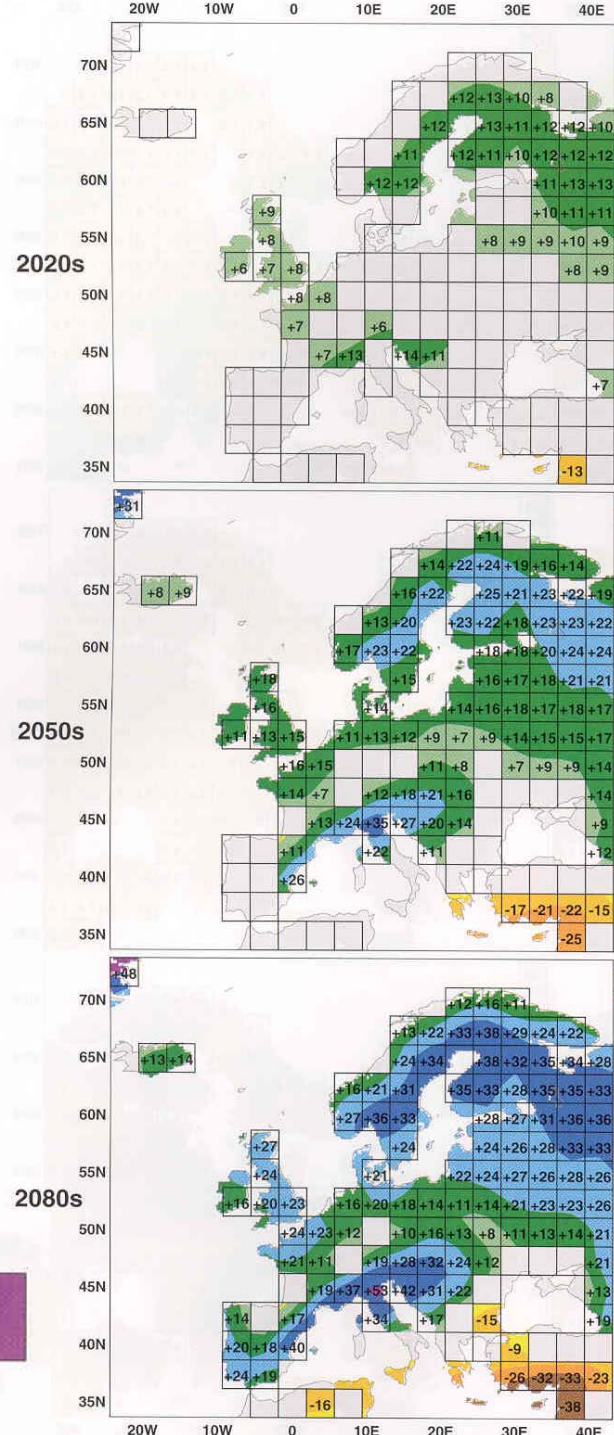 20W 10W 0 10E 20E 30E 40E
70N
+12 +13 +10 +8
65N +12 +13 +11 +12 +12 +10
+11 +12 +11 +10 +12 +12 +12
60N +12 +12 +11 +13 +13
+9 +10 +11 +11
55N +8 +8 +9 +9 +10 +9
2020s
+6 +7 +8 +8 +9
50N +8 +8
+7 +6
45N +7 +13 +14 +11
+7
40N
35N -13
+31
70N +11
+14 +22 +24 +19 +16 +14
65N +8 +9 +16 +22 +25 +21 +23 +22 +19
+13 +20 +23 +22 +18 +23 +23 +22
60N +17 +23 +22 +18 +18 +20 +24 +24
+18 +15 +16 +17 +18 +21 +21
55N +16 +14 +14 +16 +17 +18 +18 +17
2050s
+11 +13 +15 +11 +13 +12 +9 +7 +9 +14 +15 +15 +17
50N +16 +15 +11 +8 +7 +9 +9 +14
+14 +7 +12 +18 +21 +16 +14
45N +13 +24 +35 +27 +20 +14 +9
+11 +22 +11 +12
40N +26
-17 -21 -22 -15
35N -25
+48
70N +12 +16 +11
+13 +22 +33 +38 +29 +24 +22
65N +13 +14 +24 +34 +38 +32 +35 +34 +28
+16 +21 +31 +35 +33 +28 +35 +35 +33
60N +27 +36 +33 +28 +27 +31 +36 +36
+27 +24 +24 +26 +28 +33 +33
55N +24 +21 +22 +24 +27 +26 +28 +26
2080s
+16 +20 +23 +16 +20 +18 +14 +11 +14 +21 +23 +23 +26
50N +24 +23 +12 +10 +16 +13 +8 +11 +13 +14 +21
+21 +11 +19 +28 +32 +24 +12 +21
45N +19 +37 +53 +42 +31 +22 +13
+14 +17 +34 +17 -15 +19
40N +20 +18 +40 -9
+24 +19 -26 -32 -33 -23
35N -16 -38
20W 10W 0 10E 20E 30E 40E